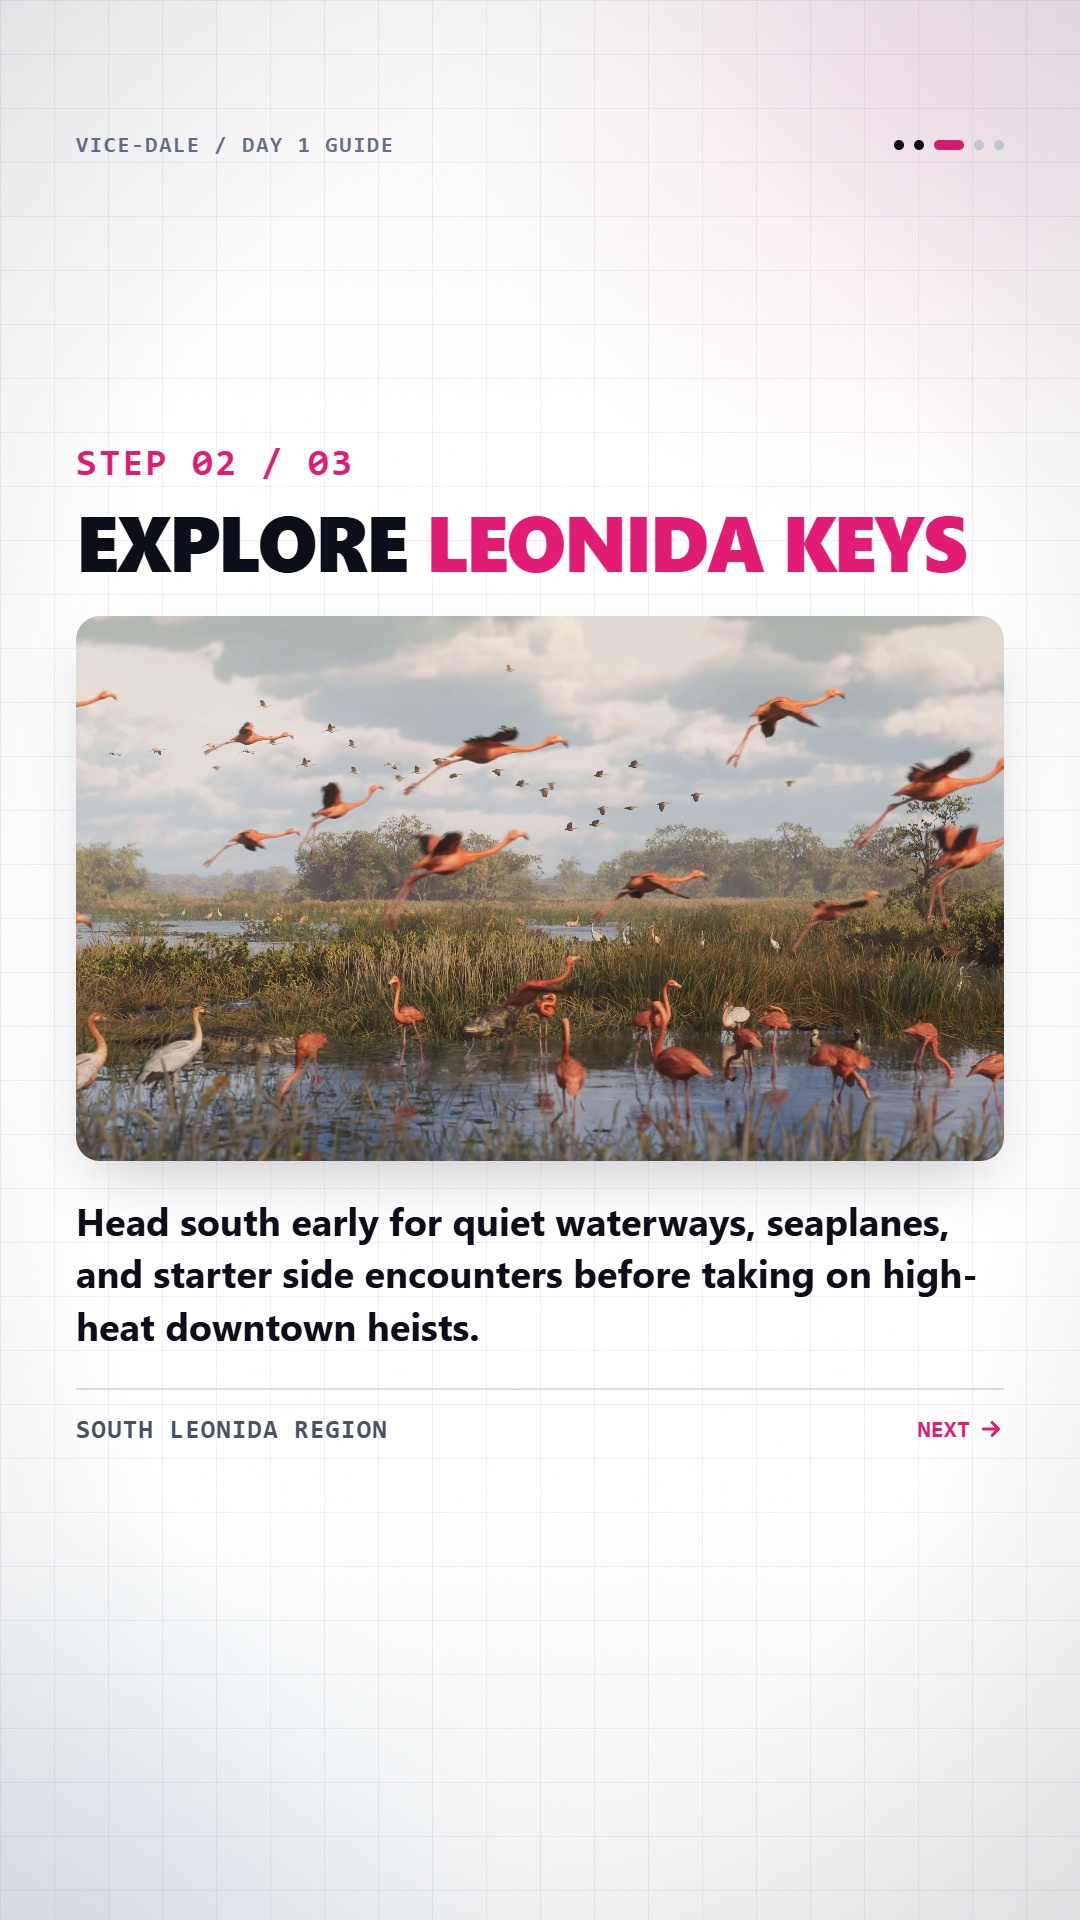 VICE-DALE / DAY 1 GUIDE
STEP 02 / 03
EXPLORE LEONIDA KEYS
Head south early for quiet waterways, seaplanes,
and starter side encounters before taking on high-
heat downtown heists.
SOUTH LEONIDA REGION
NEXT →